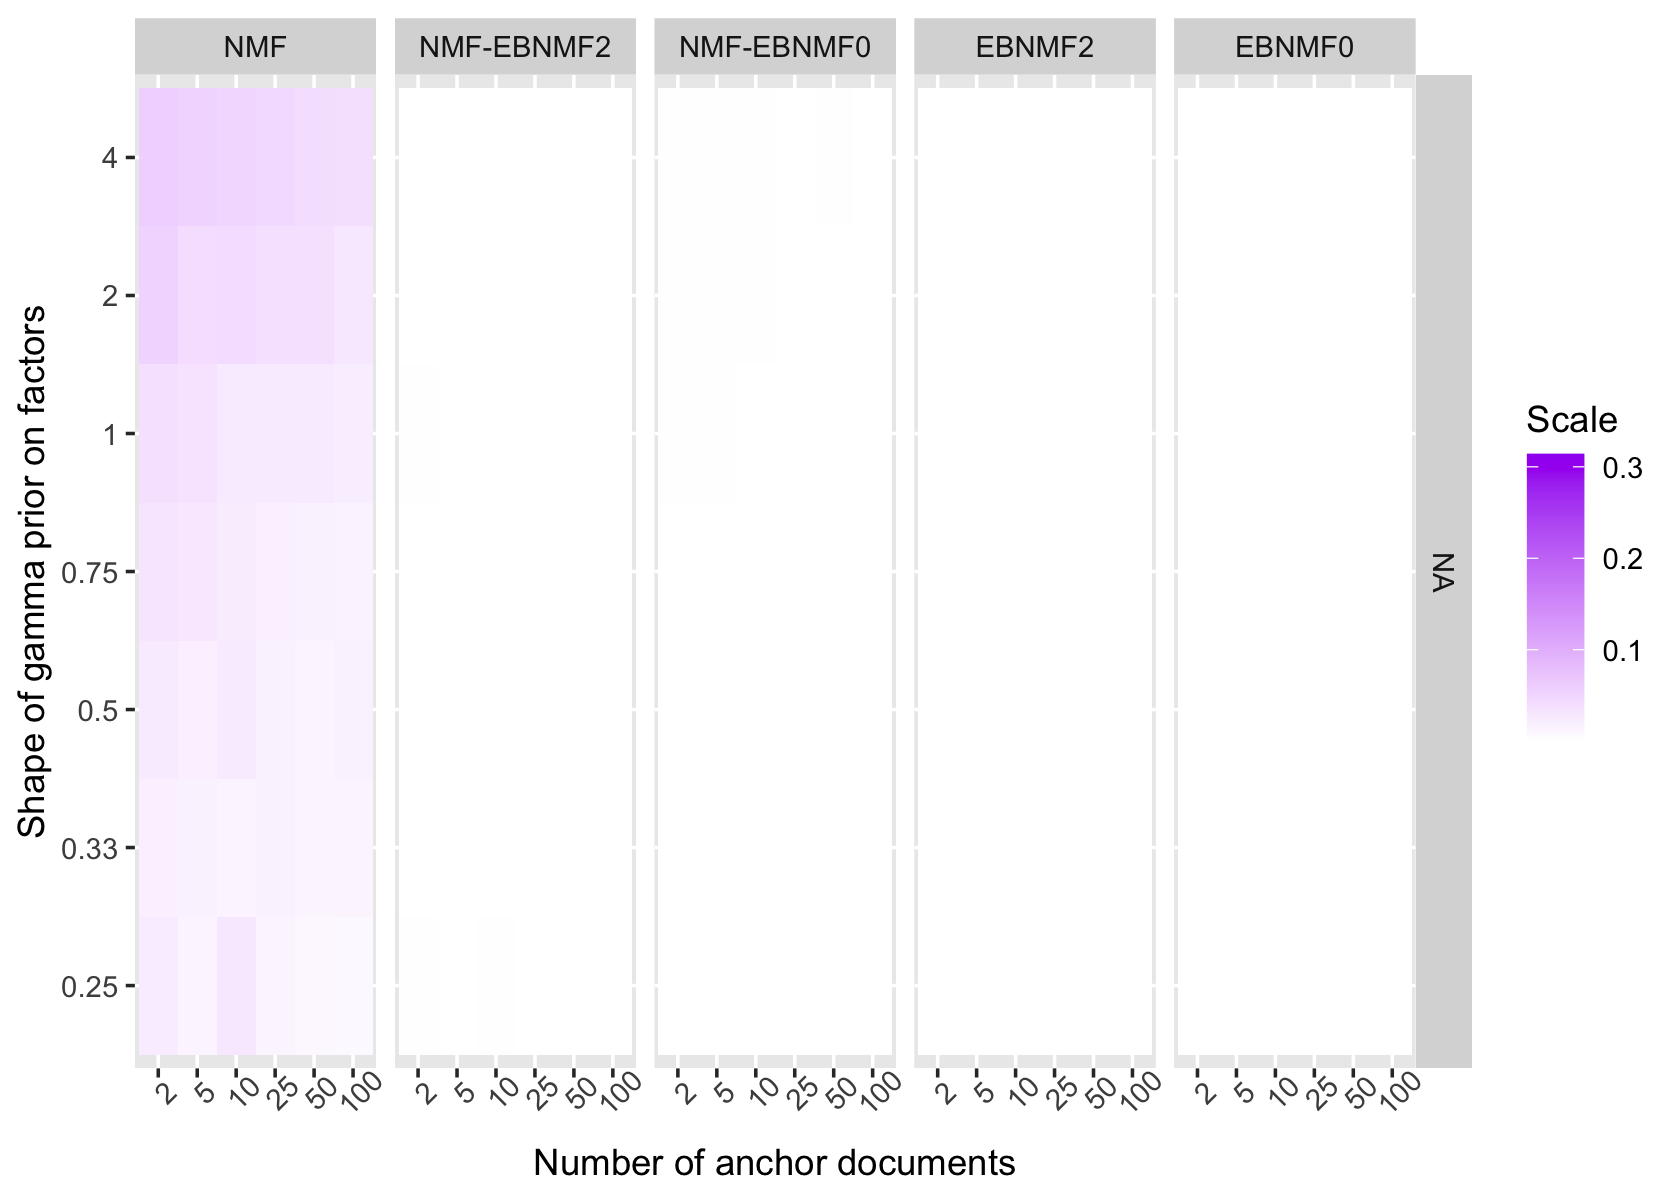 NMF NMF-EBNMF2 NMF-EBNMF0 EBNMF2 EBNMF0
Shape of gamma prior on factors
4
2
1
0.75
0.5
0.33
0.25
NA
Scale
0.3
0.2
0.1
2 5 10 25 50 100 2 5 10 25 50 100 2 5 10 25 50 100 2 5 10 25 50 100 2 5 10 25 50 100
Number of anchor documents